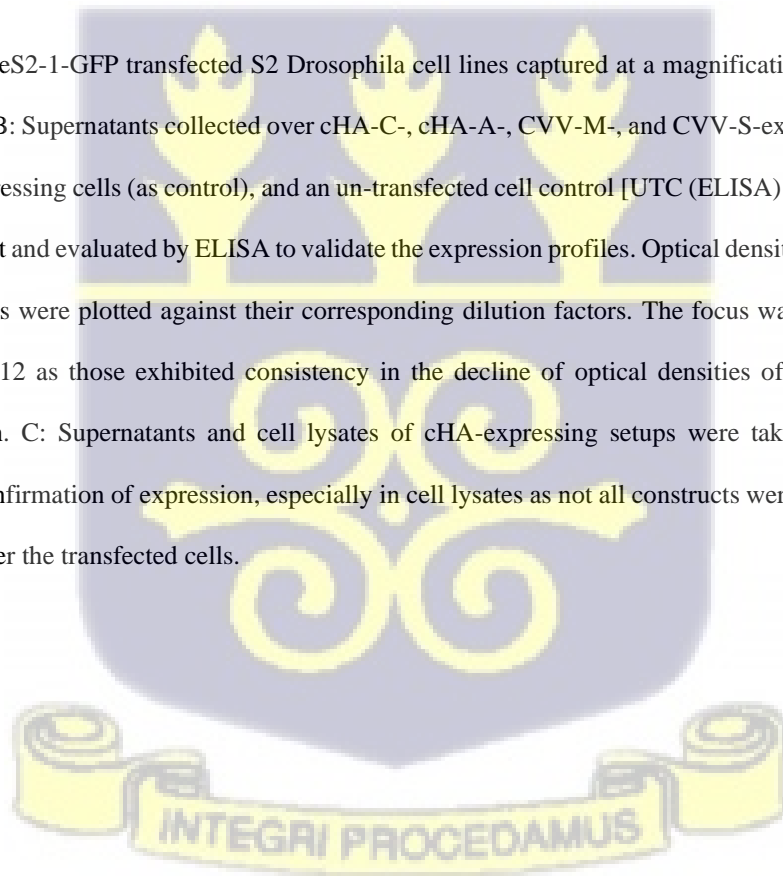 eS2-1-GFP transfected S2 Drosophila cell lines captured at a magnificati
3: Supernatants collected over cHA-C-, cHA-A-, CVV-M-, and CVV-S-ex
ressing cells (as control), and an un-transfected cell control [UTC (ELISA)
t and evaluated by ELISA to validate the expression profiles. Optical densit
s were plotted against their corresponding dilution factors. The focus wa
12 as those exhibited consistency in the decline of optical densities of
n. C: Supernatants and cell lysates of cHA-expressing setups were tak
nfirmation of expression, especially in cell lysates as not all constructs wer
er the transfected cells.
INTEGRI PROCEDAMUS